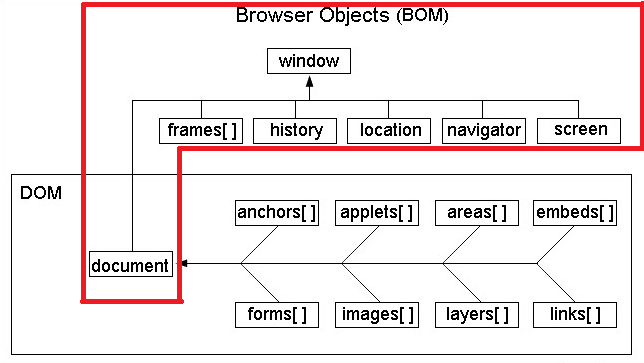 Browser Objects (BOM)
window
frames[ ] history location navigator screen
DOM
anchors[ ] applets[ ] areas[ ] embeds[ ]
document
forms[ ] images[ ] layers[ ] links[ ]